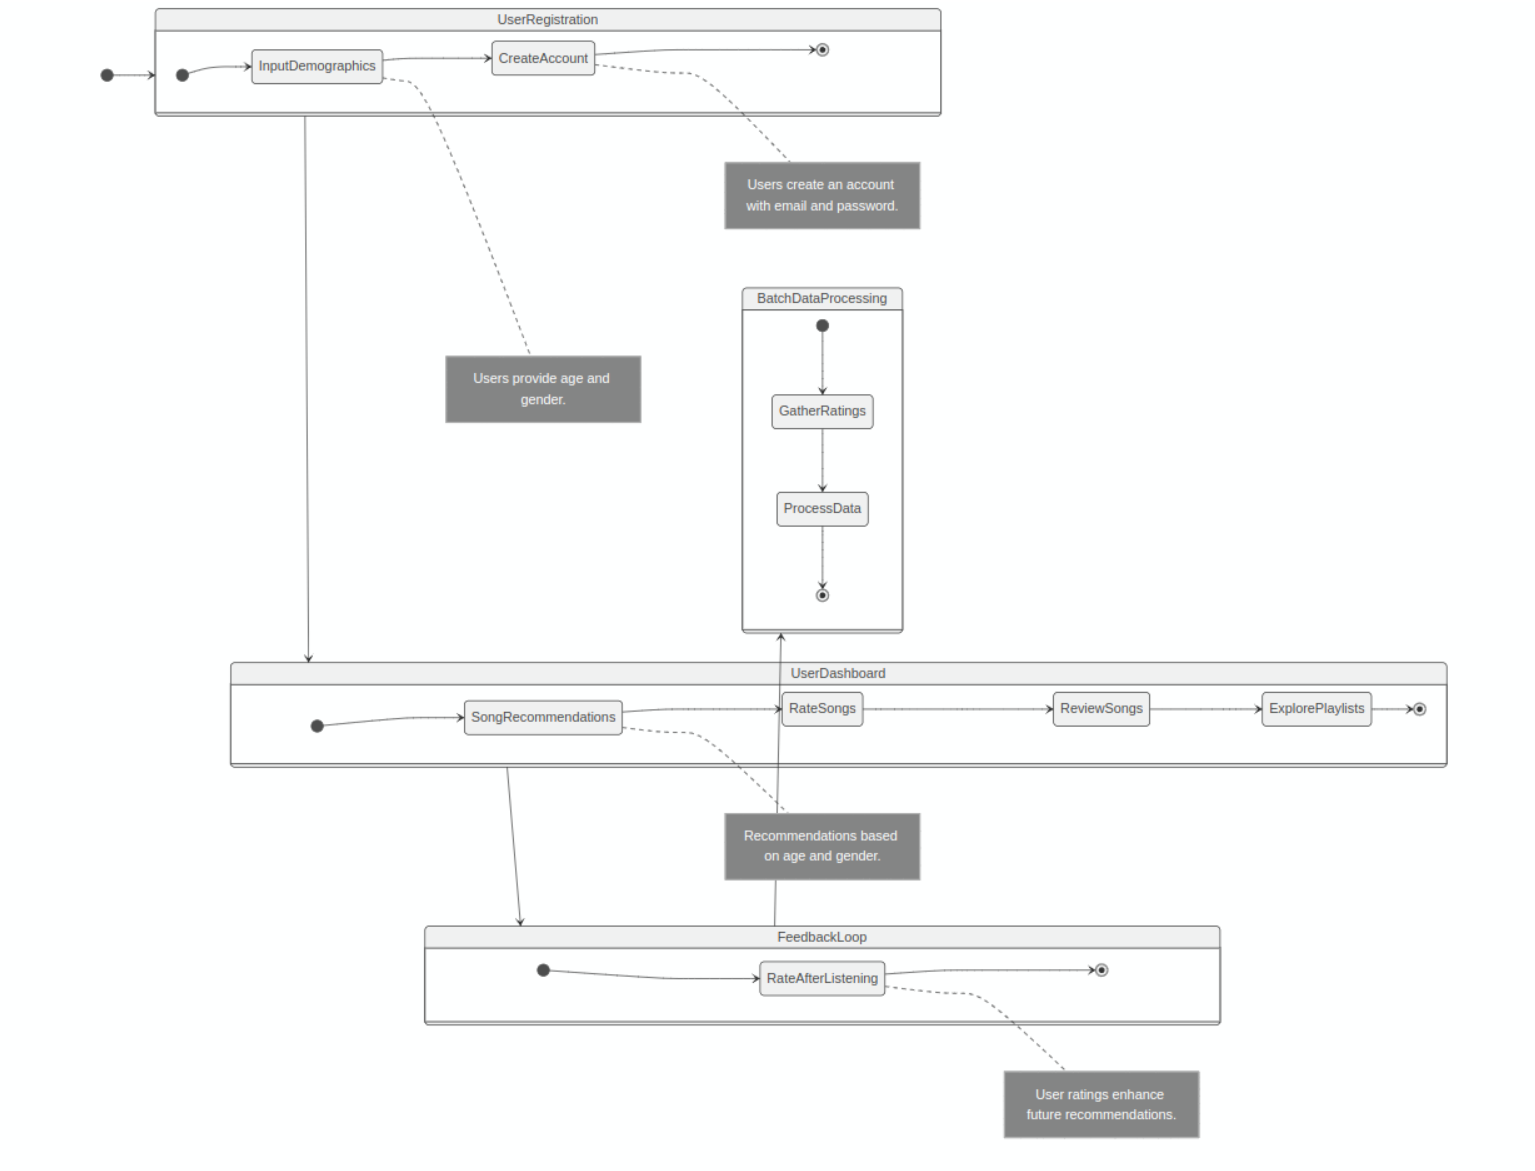 UserRegistration
InputDemographics
CreateAccount
Users create an account
with email and password.
BatchDataProcessing
Users provide age and
gender.
GatherRatings
ProcessData
UserDashboard
SongRecommendations
RateSongs
ReviewSongs
ExplorePlaylists
Recommendations based
on age and gender.
FeedbackLoop
RateAfterListening
User ratings enhance
future recommendations.